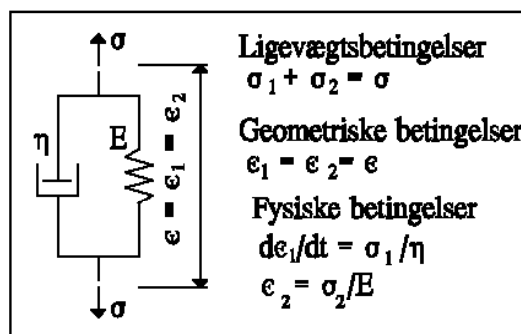 σ
η
E
ϵ = ϵ₁ = ϵ₂
σ
Ligevægtsbetingelser
σ₁ + σ₂ = σ
Geometriske betingelser
ϵ₁ = ϵ₂ = ϵ
Fysiske betingelser
dϵ₁/dt = σ₁/η
ϵ₂ = σ₂/E